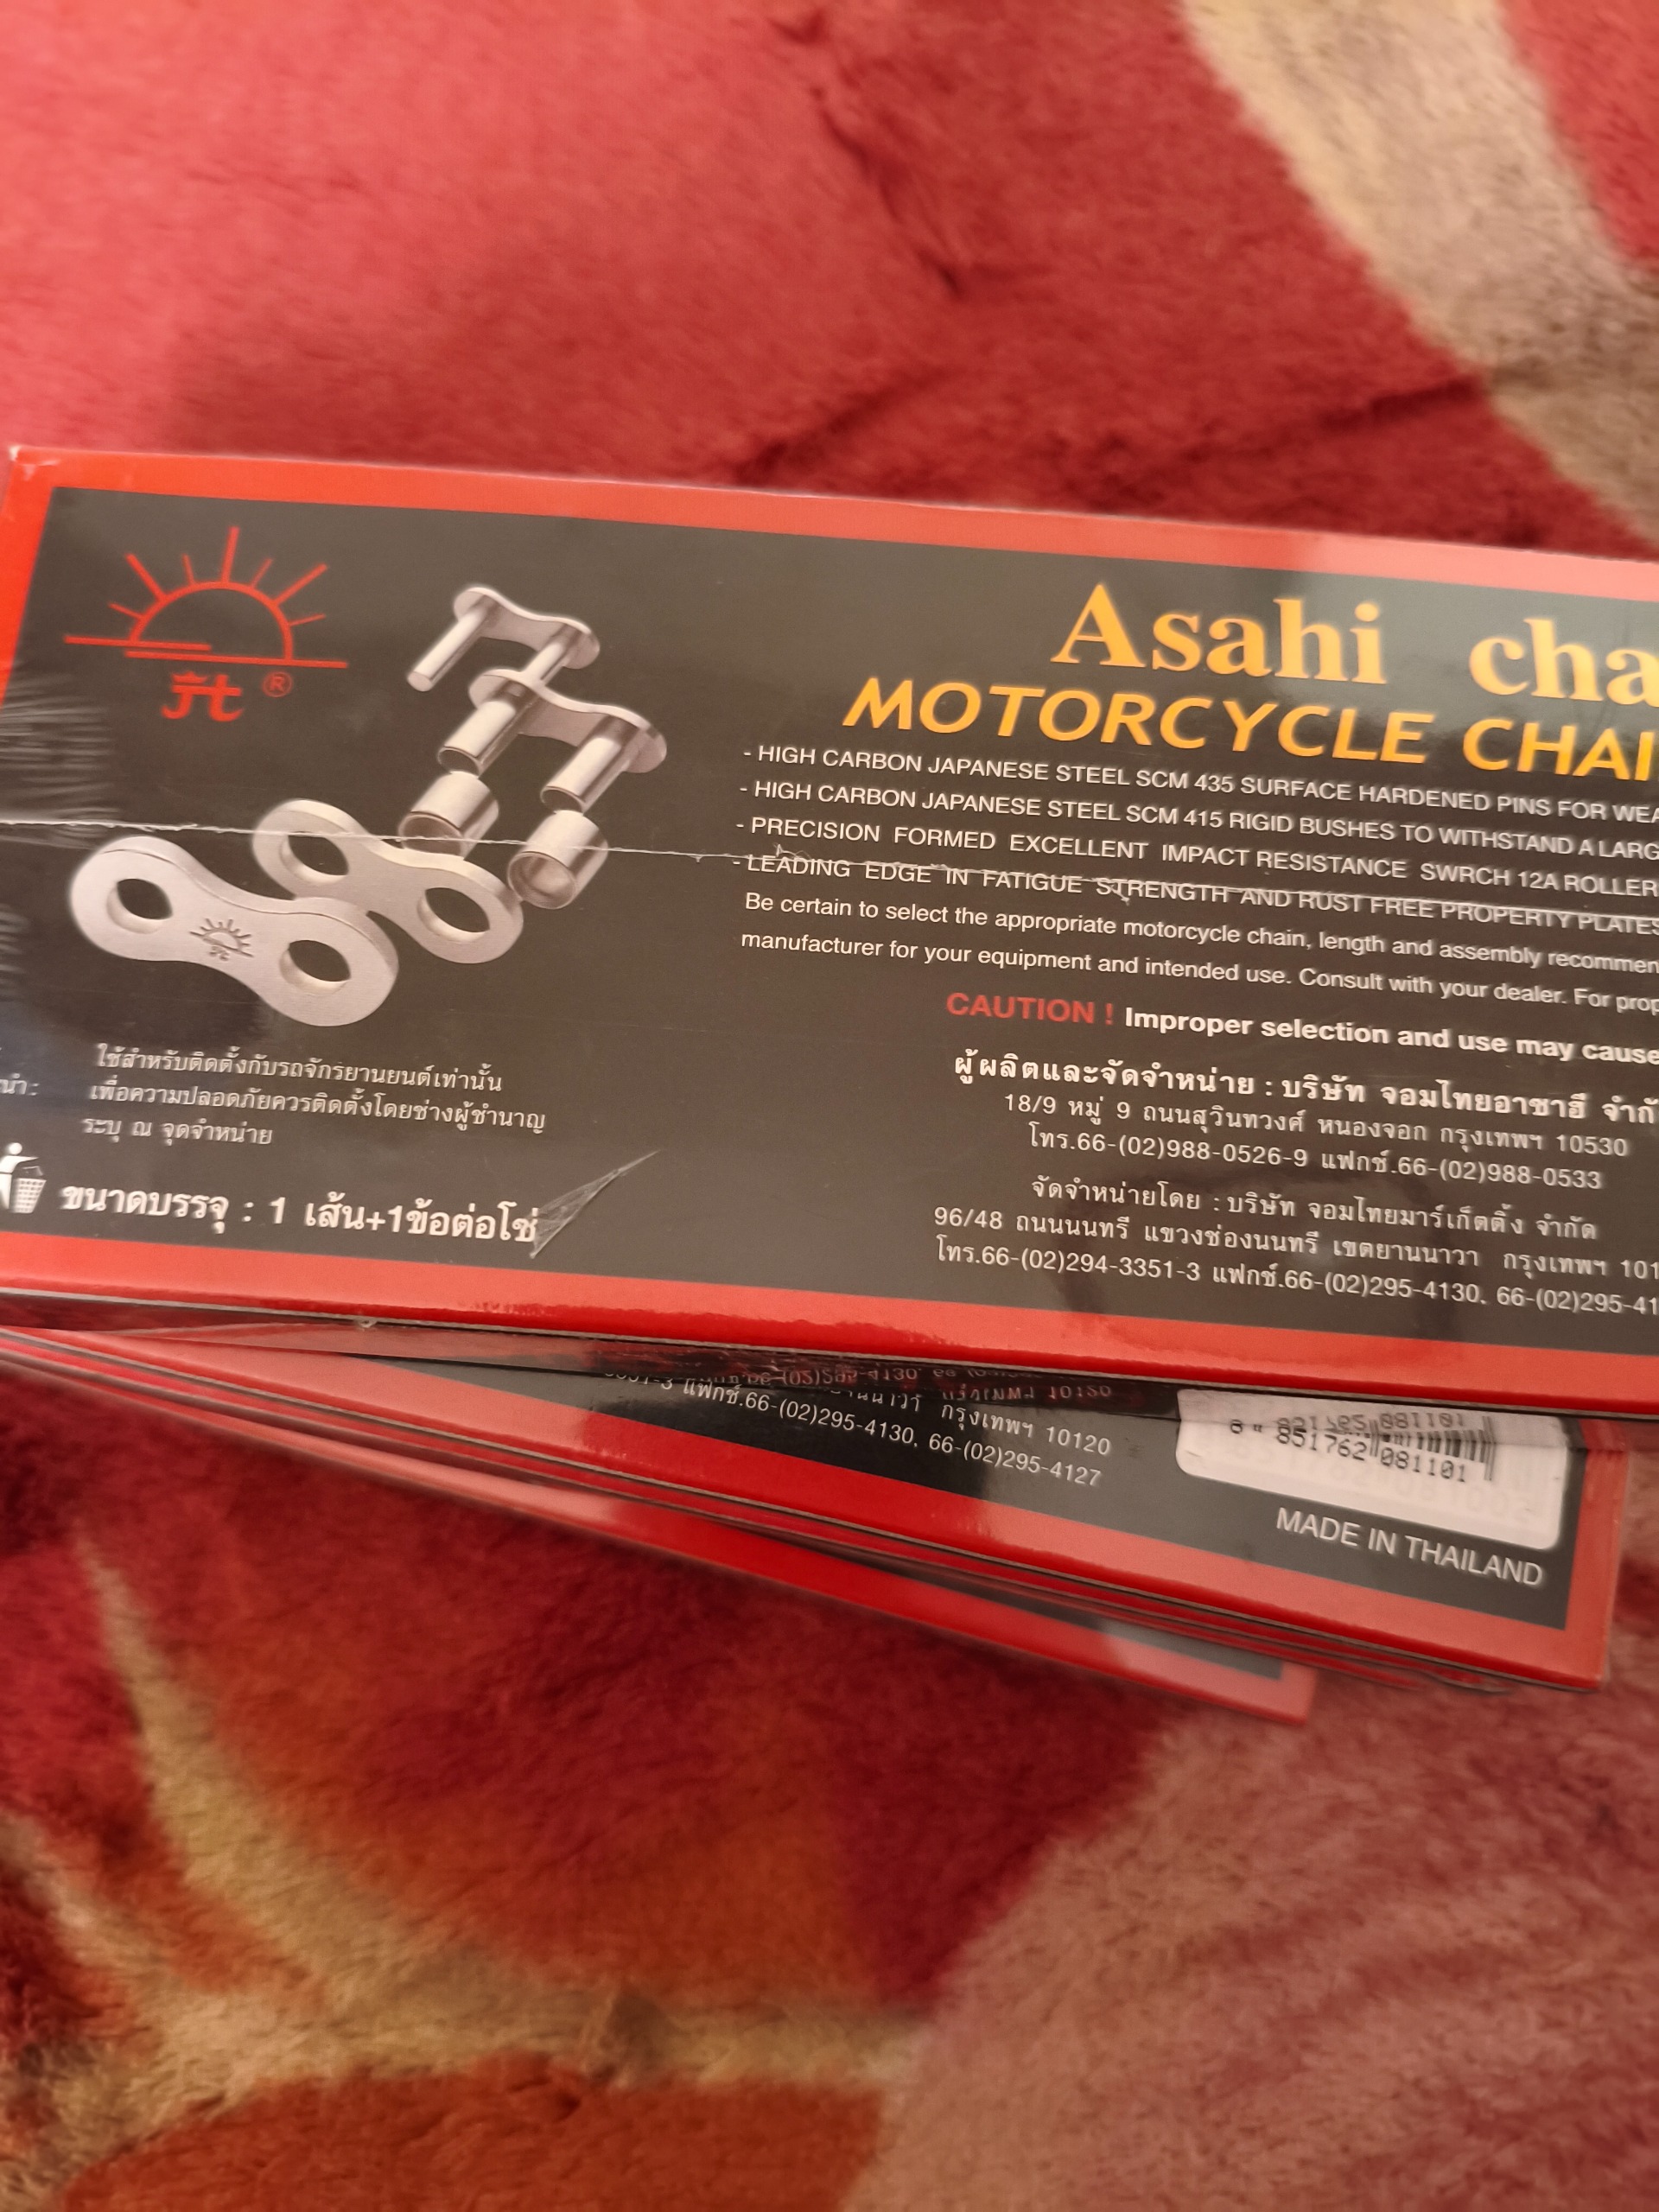 Jt ®
Asahi cha
MOTORCYCLE CHAI
- HIGH CARBON JAPANESE STEEL SCM 435 SURFACE HARDENED PINS FOR WEA
- HIGH CARBON JAPANESE STEEL SCM 415 RIGID BUSHES TO WITHSTAND A LARG
- PRECISION FORMED EXCELLENT IMPACT RESISTANCE SWRCH 12A ROLLER
- LEADING EDGE IN FATIGUE STRENGTH AND RUST FREE PROPERTY PLATES
Be certain to select the appropriate motorcycle chain, length and assembly recommen
manufacturer for your equipment and intended use. Consult with your dealer. For prop
CAUTION ! Improper selection and use may cause
ผู้ผลิตและจัดจำหน่าย : บริษัท จอมไทยอาซาฮี จำกั
18/9 หมู่ 9 ถนนสุวินทวงศ์ หนองจอก กรุงเทพฯ 10530
โทร.66-(02)988-0526-9 แฟกซ์.66-(02)988-0533
จัดจำหน่ายโดย : บริษัท จอมไทยมาร์เก็ตติ้ง จำกัด
96/48 ถนนนนทรี แขวงช่องนนทรี เขตยานนาวา กรุงเทพฯ 101
โทร.66-(02)294-3351-3 แฟกซ์.66-(02)295-4130, 66-(02)295-41
ใช้สำหรับติดตั้งกับรถจักรยานยนต์เท่านั้น
นำ : เพื่อความปลอดภัยควรติดตั้งโดยช่างผู้ชำนาญ
ระบุ ณ จุดจำหน่าย
ขนาดบรรจุ : 1 เส้น+1ข้อต่อโซ่
กรุงเทพฯ 10120
-3 แฟกซ์.66-(02)295-4130, 66-(02)295-4127
8 851762 081101
MADE IN THAILAND